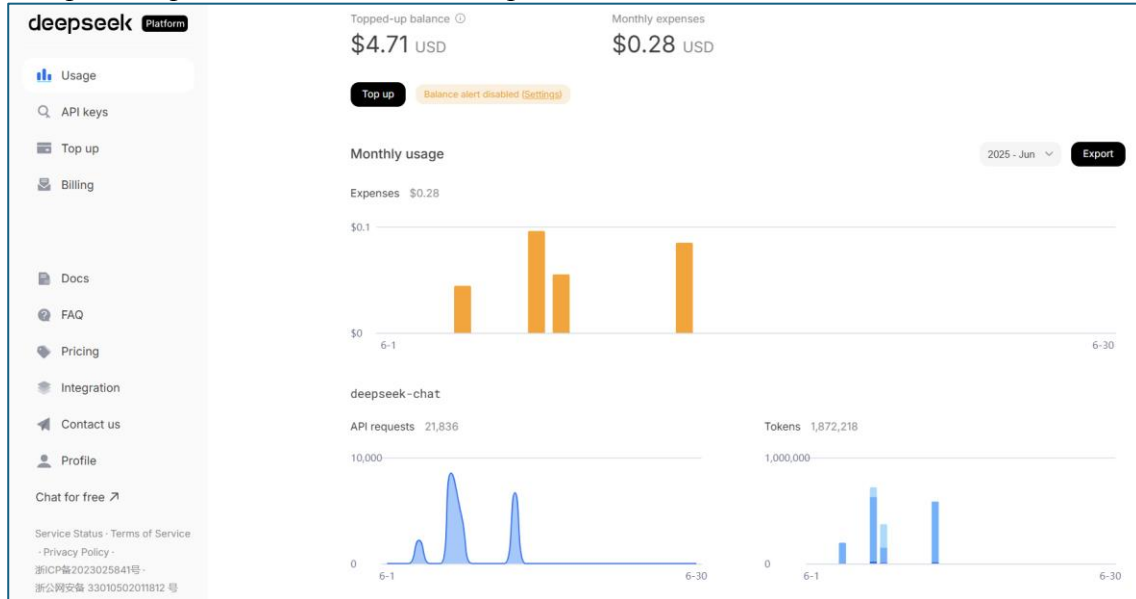 deepseek Platform
Usage
API keys
Top up
Billing
Docs
FAQ
Pricing
Integration
Contact us
Profile
Chat for free
Service Status · Terms of Service
· Privacy Policy ·
浙ICP备2023025841号 ·
浙公网安备 33010502011812 号
Topped-up balance
$4.71 USD
Monthly expenses
$0.28 USD
Top up
Balance alert disabled (Settings)
Monthly usage
2025 - Jun
Export
Expenses $0.28
$0.1
$0
6-1
6-30
deepseek-chat
API requests 21,836
10,000
0
6-1
6-30
Tokens 1,872,218
1,000,000
0
6-1
6-30